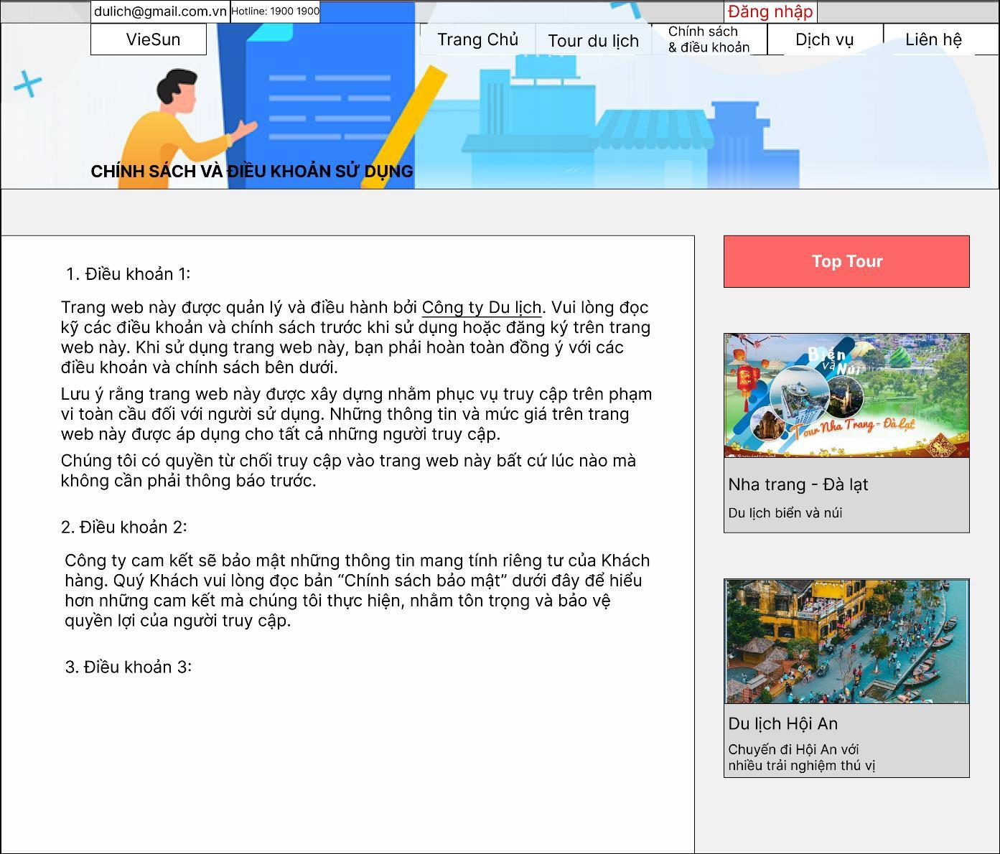 dulich@gmail.com.vn
Hotline: 1900 1900
Đăng nhập
VieSun
Trang Chủ
Tour du lịch
Chính sách
& điều khoản
Dịch vụ
Liên hệ
CHÍNH SÁCH VÀ ĐIỀU KHOẢN SỬ DỤNG
1. Điều khoản 1:
Trang web này được quản lý và điều hành bởi Công ty Du lịch. Vui lòng đọc
kỹ các điều khoản và chính sách trước khi sử dụng hoặc đăng ký trên trang
web này. Khi sử dụng trang web này, bạn phải hoàn toàn đồng ý với các
điều khoản và chính sách bên dưới.
Lưu ý rằng trang web này được xây dựng nhằm phục vụ truy cập trên phạm
vi toàn cầu đối với người sử dụng. Những thông tin và mức giá trên trang
web này được áp dụng cho tất cả những người truy cập.
Chúng tôi có quyền từ chối truy cập vào trang web này bất cứ lúc nào mà
không cần phải thông báo trước.
2. Điều khoản 2:
Công ty cam kết sẽ bảo mật những thông tin mang tính riêng tư của Khách
hàng. Quý Khách vui lòng đọc bản “Chính sách bảo mật” dưới đây để hiểu
hơn những cam kết mà chúng tôi thực hiện, nhằm tôn trọng và bảo vệ
quyền lợi của người truy cập.
3. Điều khoản 3:
Top Tour
Biển
và
Núi
Tour Nha Trang - Đà Lạt
Nha trang - Đà lạt
Du lịch biển và núi
Du lịch Hội An
Chuyến đi Hội An với
nhiều trải nghiệm thú vị